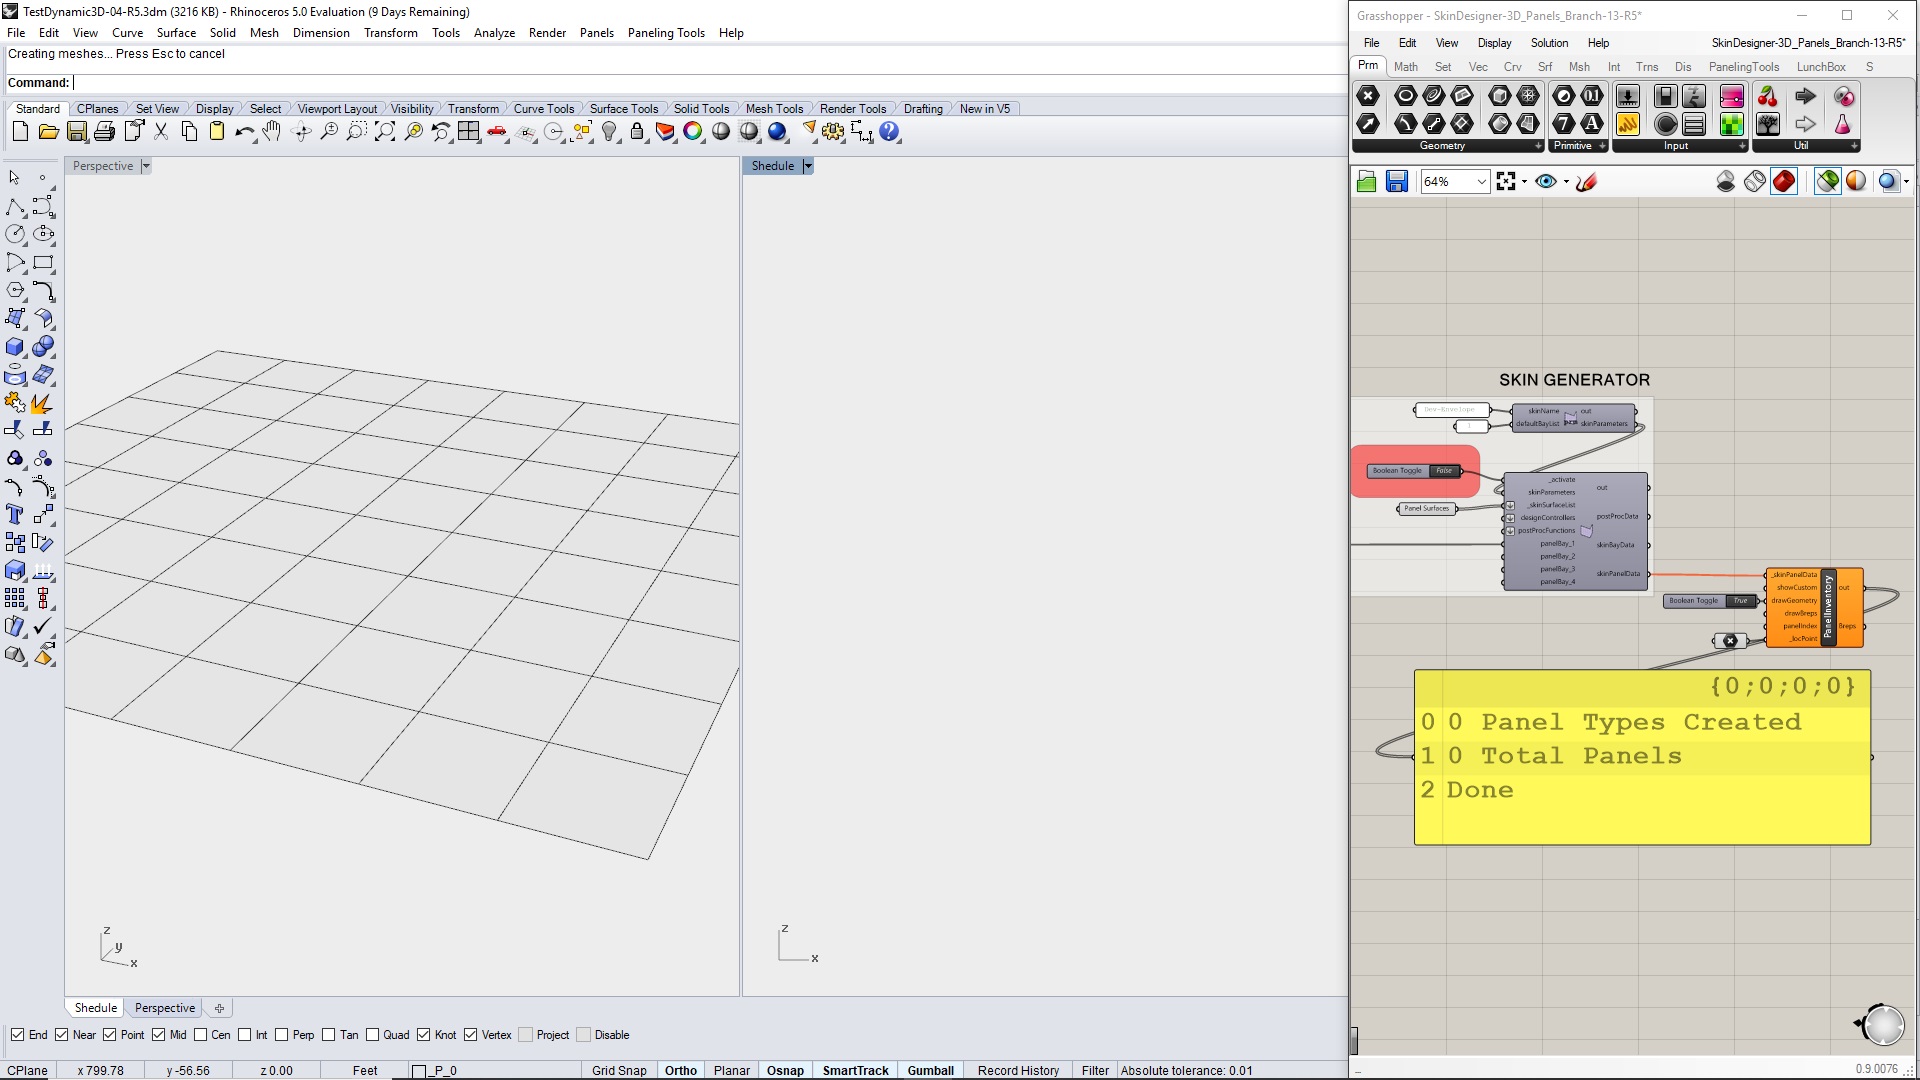 TestDynamic3D-04-R5.3dm (3216 KB) - Rhinoceros 5.0 Evaluation (9 Days Remaining)
File Edit View Curve Surface Solid Mesh Dimension Transform Tools Analyze Render Panels Paneling Tools Help
Creating meshes... Press Esc to cancel
Command:
Standard CPlanes Set View Display Select Viewport Layout Visibility Transform Curve Tools Surface Tools Solid Tools Mesh Tools Render Tools Drafting New in V5
Perspective
Shedule
z
y
x
z
x
Shedule Perspective
End Near Point Mid Cen Int Perp Tan Quad Knot Vertex Project Disable
CPlane x 799.78 y -56.56 z 0.00 Feet _P_0 Grid Snap Ortho Planar Osnap SmartTrack Gumball Record History Filter Absolute tolerance: 0.01
Grasshopper - SkinDesigner-3D_Panels_Branch-13-R5*
File Edit View Display Solution Help SkinDesigner-3D_Panels_Branch-13-R5*
Prm Math Set Vec Crv Srf Msh Int Trns Dis PanelingTools LunchBox S
Geometry Primitive Input Util
64%
SKIN GENERATOR
Dev-Envelope
1
skinName
defaultBayList
out
skinParameters
Boolean Toggle False
Panel Surfaces
_activate
skinParameters
_skinSurfaceList
designControllers
postProcFunctions
panelBay_1
panelBay_2
panelBay_3
panelBay_4
out
postProcData
skinBayData
skinPanelData
Boolean Toggle True
_skinPanelData
showCustom
drawGeometry
drawBreps
panelIndex
_locPoint
PanelInventory
out
Breps
{0;0;0;0}
0 0 Panel Types Created
1 0 Total Panels
2 Done
0.9.0076